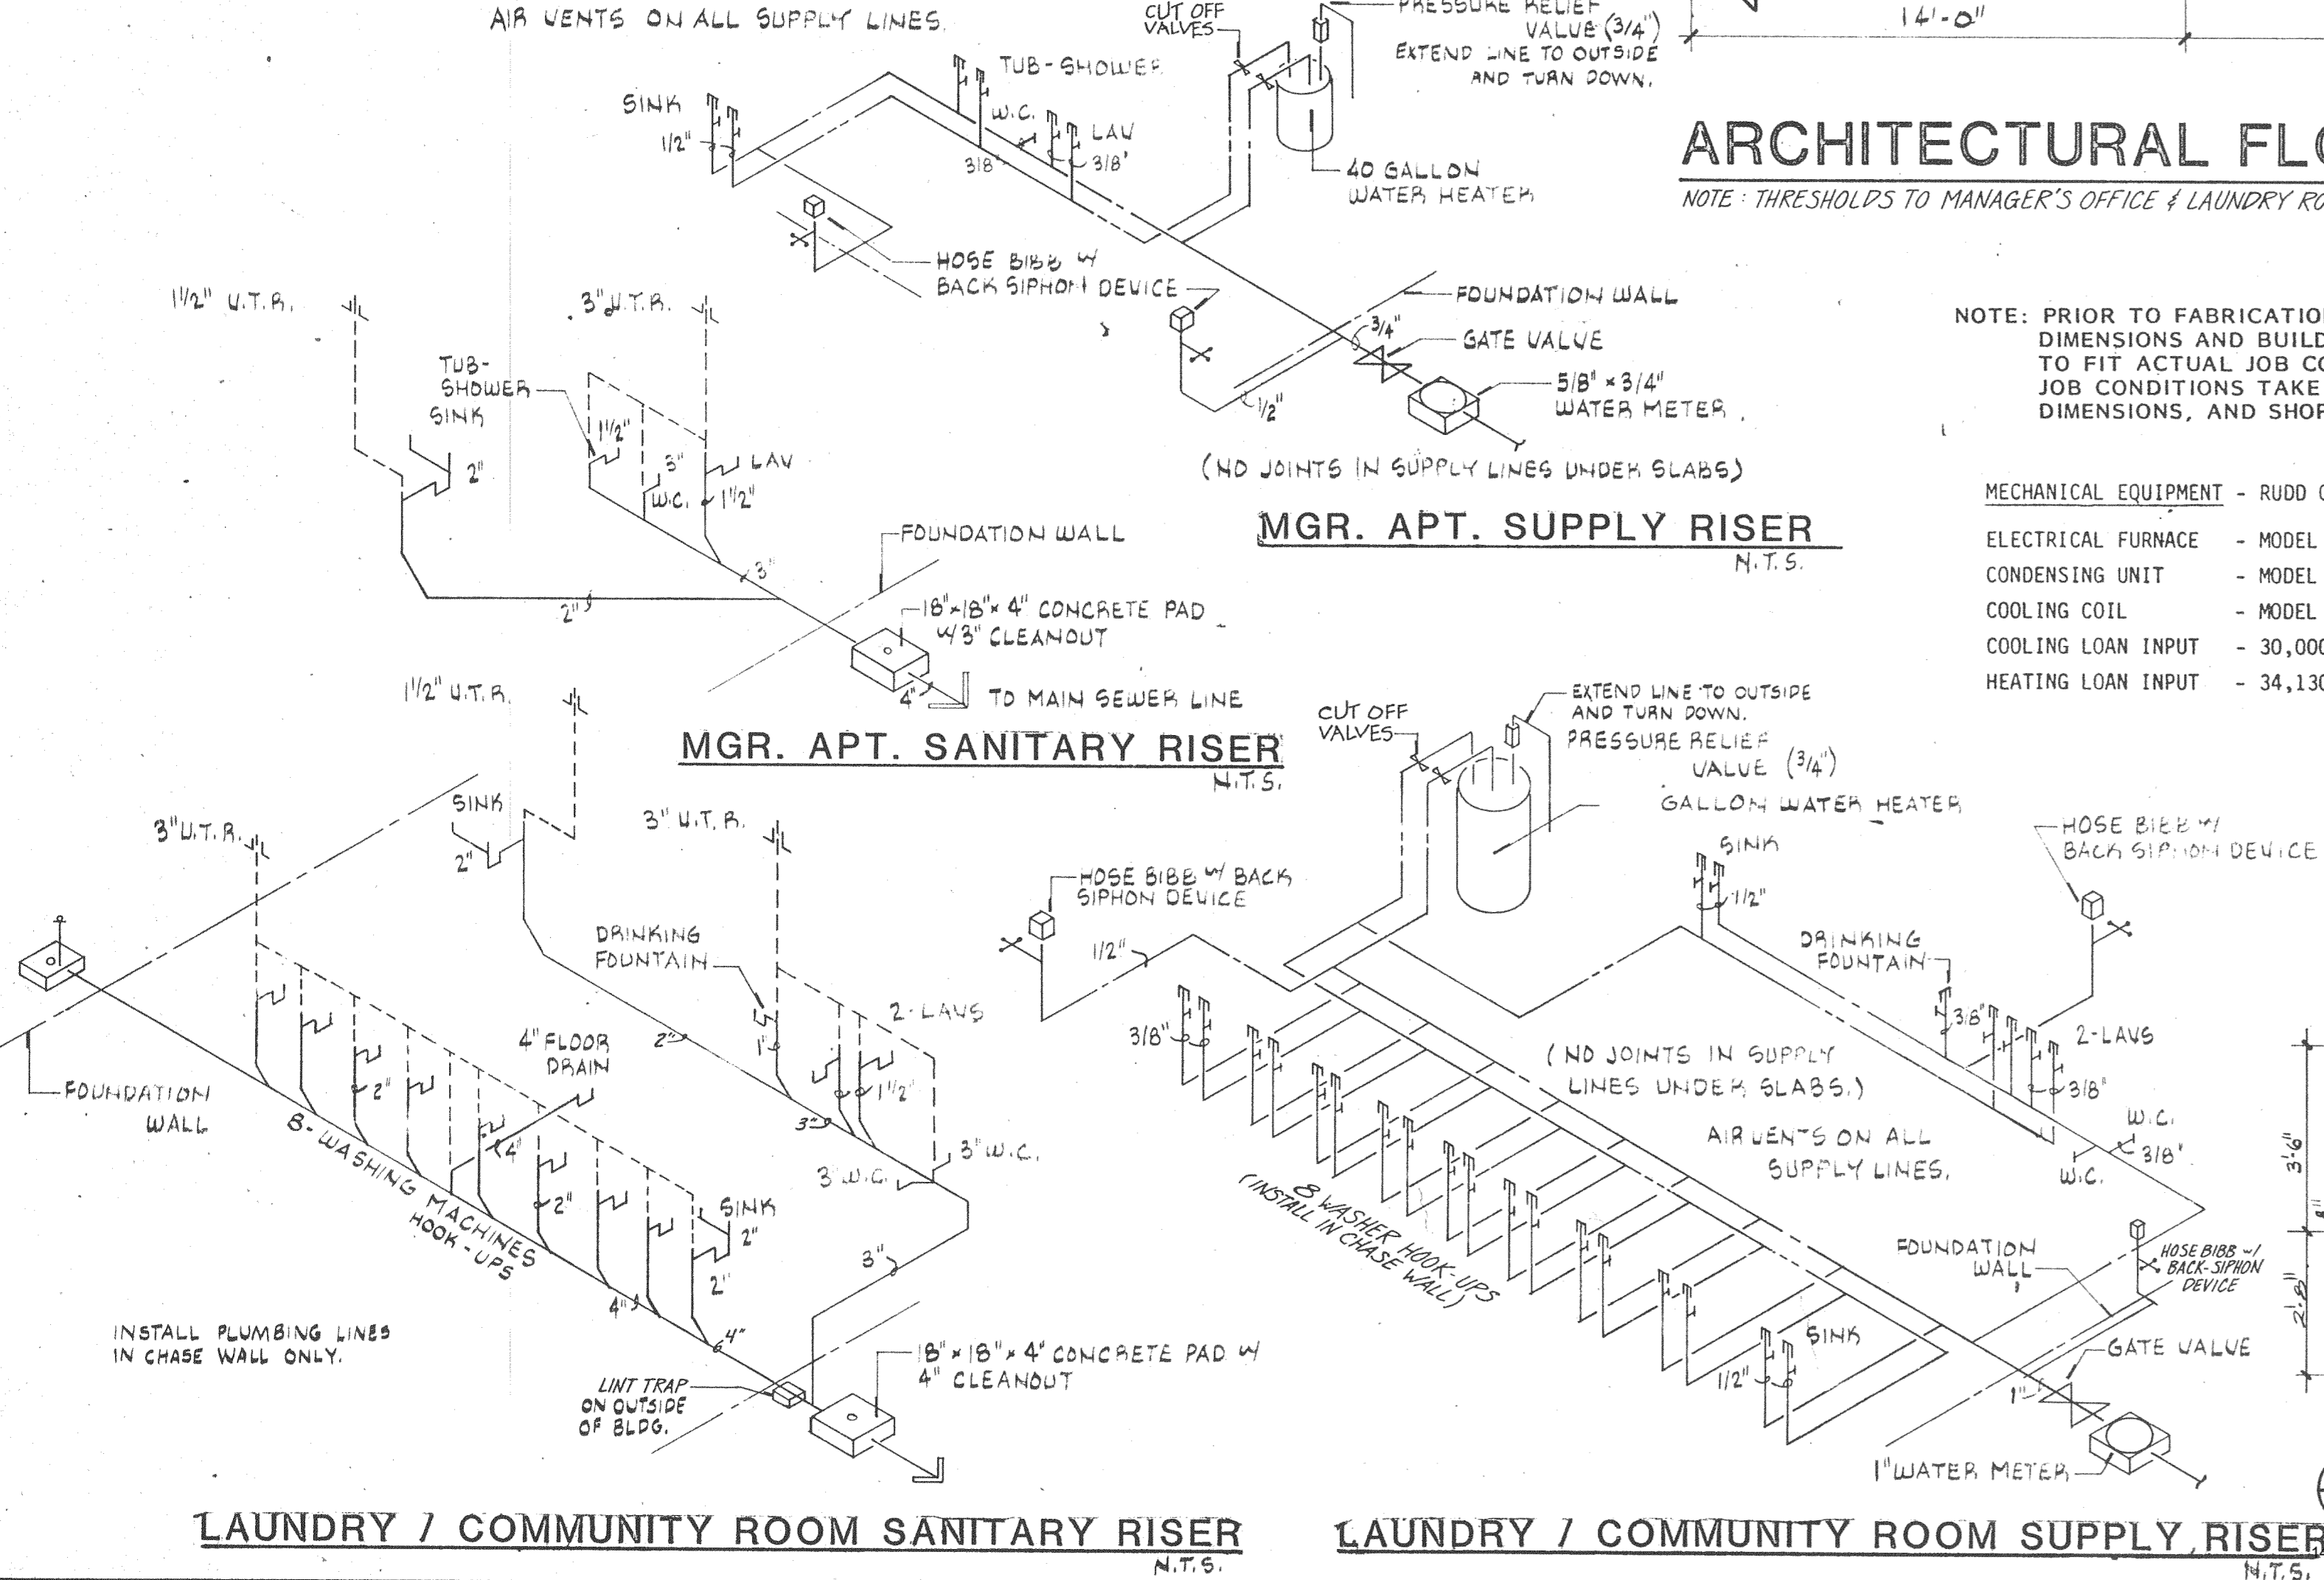 AIR VENTS ON ALL SUPPLY LINES.
CUT OFF
VALVES
PRESSURE RELIEF
VALVE (3/4")
EXTEND LINE TO OUTSIDE
AND TURN DOWN.
14'-0"
SINK
1/2"
TUB-SHOWER
W.C.
LAV
3/8"
3/8'
40 GALLON
WATER HEATER
HOSE BIBB W/
BACK SIPHON DEVICE
FOUNDATION WALL
3/4"
GATE VALVE
5/8" × 3/4"
WATER METER
1/2"
(NO JOINTS IN SUPPLY LINES UNDER SLABS)
MGR. APT. SUPPLY RISER
N.T.S.
ARCHITECTURAL FLO
NOTE: THRESHOLDS TO MANAGER'S OFFICE & LAUNDRY RO
NOTE: PRIOR TO FABRICATIO
DIMENSIONS AND BUILD
TO FIT ACTUAL JOB CO
JOB CONDITIONS TAKE
DIMENSIONS, AND SHOP
MECHANICAL EQUIPMENT - RUDD
ELECTRICAL FURNACE - MODEL
CONDENSING UNIT - MODEL
COOLING COIL - MODEL
COOLING LOAN INPUT - 30,000
HEATING LOAN INPUT - 34,130
1 1/2" V.T.R.
3" V.T.R.
TUB-
SHOWER
SINK
2"
1 1/2"
3"
W.C.
LAV
1 1/2"
3"
2"
FOUNDATION WALL
18"×18"×4" CONCRETE PAD
W/3" CLEANOUT
4"
TO MAIN SEWER LINE
MGR. APT. SANITARY RISER
N.T.S.
3" V.T.R.
1 1/2" V.T.R.
SINK
2"
3" V.T.R.
DRINKING
FOUNTAIN
1"
2-LAVS
1 1/2"
2"
3"
3" W.C.
3" W.C.
3"
4" FLOOR
DRAIN
4"
FOUNDATION
WALL
2"
8-WASHING MACHINES
HOOK-UPS
2"
SINK
2"
2"
4"
4"
INSTALL PLUMBING LINES
IN CHASE WALL ONLY.
LINT TRAP
ON OUTSIDE
OF BLDG.
18"×18"×4" CONCRETE PAD W/
4" CLEANOUT
LAUNDRY / COMMUNITY ROOM SANITARY RISER
N.T.S.
CUT OFF
VALVES
EXTEND LINE TO OUTSIDE
AND TURN DOWN.
PRESSURE RELIEF
VALVE (3/4")
GALLON WATER HEATER
HOSE BIBB W/ BACK
SIPHON DEVICE
1/2"
SINK
1/2"
HOSE BIBB W/
BACK SIPHON DEVICE
DRINKING
FOUNTAIN
3/8"
2-LAVS
3/8"
W.C.
3/8"
W.C.
3/8"
(NO JOINTS IN SUPPLY
LINES UNDER SLABS.)
AIR VENTS ON ALL
SUPPLY LINES.
8 WASHER HOOK-UPS
(INSTALL IN CHASE WALL)
SINK
1/2"
FOUNDATION
WALL
HOSE BIBB W/
BACK-SIPHON
DEVICE
GATE VALVE
1"
1" WATER METER
3'-6"
2'-8"
LAUNDRY / COMMUNITY ROOM SUPPLY RISER
N.T.S.